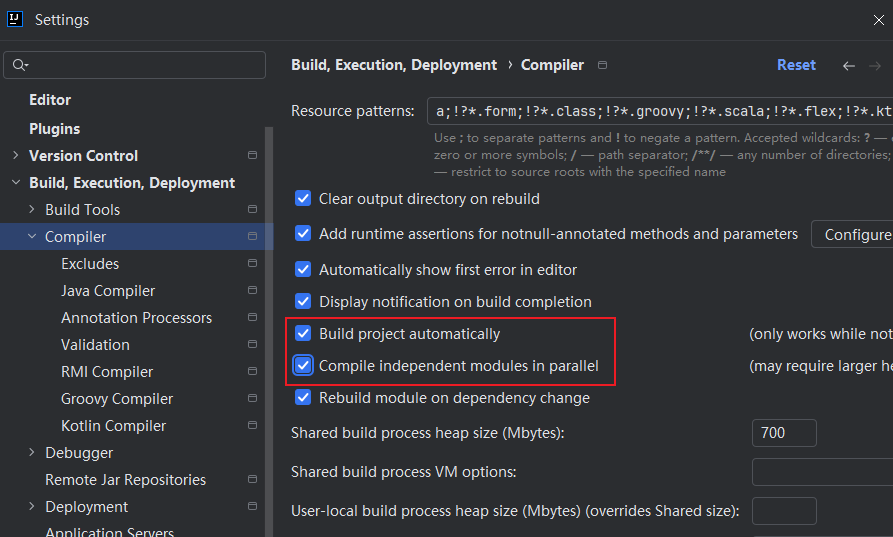 IJ
Settings
Editor
Plugins
Version Control
Build, Execution, Deployment
Build Tools
Compiler
Excludes
Java Compiler
Annotation Processors
Validation
RMI Compiler
Groovy Compiler
Kotlin Compiler
Debugger
Remote Jar Repositories
Deployment
Application Servers
Build, Execution, Deployment › Compiler
Reset
Resource patterns:
a;!?*.form;!?*.class;!?*.groovy;!?*.scala;!?*.flex;!?*.kt
Use ; to separate patterns and ! to negate a pattern. Accepted wildcards: ? —
zero or more symbols; / — path separator; /**/ — any number of directories;
— restrict to source roots with the specified name
Clear output directory on rebuild
Add runtime assertions for notnull-annotated methods and parameters
Configure
Automatically show first error in editor
Display notification on build completion
Build project automatically
(only works while not
Compile independent modules in parallel
(may require larger he
Rebuild module on dependency change
Shared build process heap size (Mbytes):
700
Shared build process VM options:
User-local build process heap size (Mbytes) (overrides Shared size):